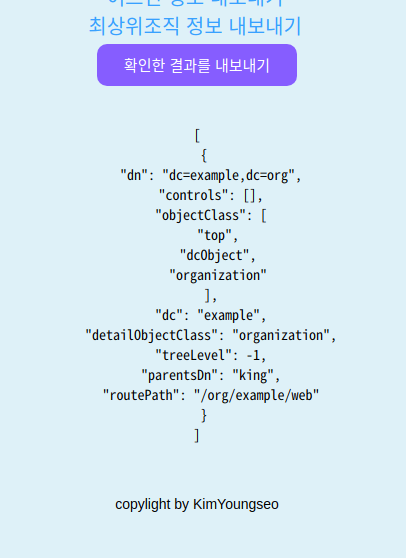 최상위조직 정보 내보내기
확인한 결과를 내보내기
[
{
"dn": "dc=example,dc=org",
"controls": [],
"objectClass": [
"top",
"dcObject",
"organization"
],
"dc": "example",
"detailObjectClass": "organization",
"treeLevel": -1,
"parentsDn": "king",
"routePath": "/org/example/web"
}
]
copylight by KimYoungseo